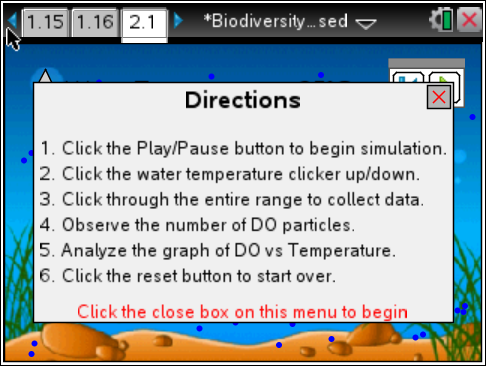 1.15 1.16 2.1 *Biodiversity...sed
Directions
1. Click the Play/Pause button to begin simulation.
2. Click the water temperature clicker up/down.
3. Click through the entire range to collect data.
4. Observe the number of DO particles.
5. Analyze the graph of DO vs Temperature.
6. Click the reset button to start over.
Click the close box on this menu to begin